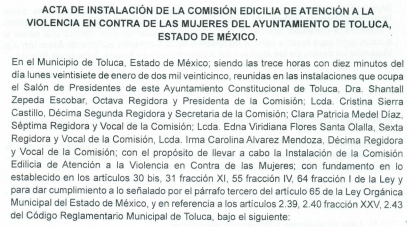 ACTA DE INSTALACIÓN DE LA COMISIÓN EDILICIA DE ATENCIÓN A LA
VIOLENCIA EN CONTRA DE LAS MUJERES DEL AYUNTAMIENTO DE TOLUCA,
ESTADO DE MÉXICO.
En el Municipio de Toluca, Estado de México; siendo las trece horas con diez minutos del
día lunes veintisiete de enero de dos mil veinticinco, reunidas en las instalaciones que ocupa
el Salón de Presidentes de este Ayuntamiento Constitucional de Toluca, Dra. Shantall
Zepeda Escobar, Octava Regidora y Presidenta de la Comisión; Lcda. Cristina Sierra
Castillo, Décima Segunda Regidora y Secretaria de la Comisión; Clara Patricia Medel Díaz,
Séptima Regidora y Vocal de la Comisión; Lcda. Edna Viridiana Flores Santa Olalla, Sexta
Regidora y Vocal de la Comisión, Lcda. Irma Carolina Alvarez Mendoza, Décima Regidora
y Vocal de la comisión; con el propósito de llevar a cabo la Instalación de la Comisión
Edilicia de Atención a la Violencia en Contra de las Mujeres; con fundamento en lo
establecido en los artículos 30 bis, 31 fracción XI, 55 fracción IV, 64 fracción I de la Ley y
para dar cumplimiento a lo señalado por el párrafo tercero del artículo 65 de la Ley Orgánica
Municipal del Estado de México, y en referencia a los artículos 2.39, 2.40 fracción XXV, 2.43
del Código Reglamentario Municipal de Toluca, bajo el siguiente: